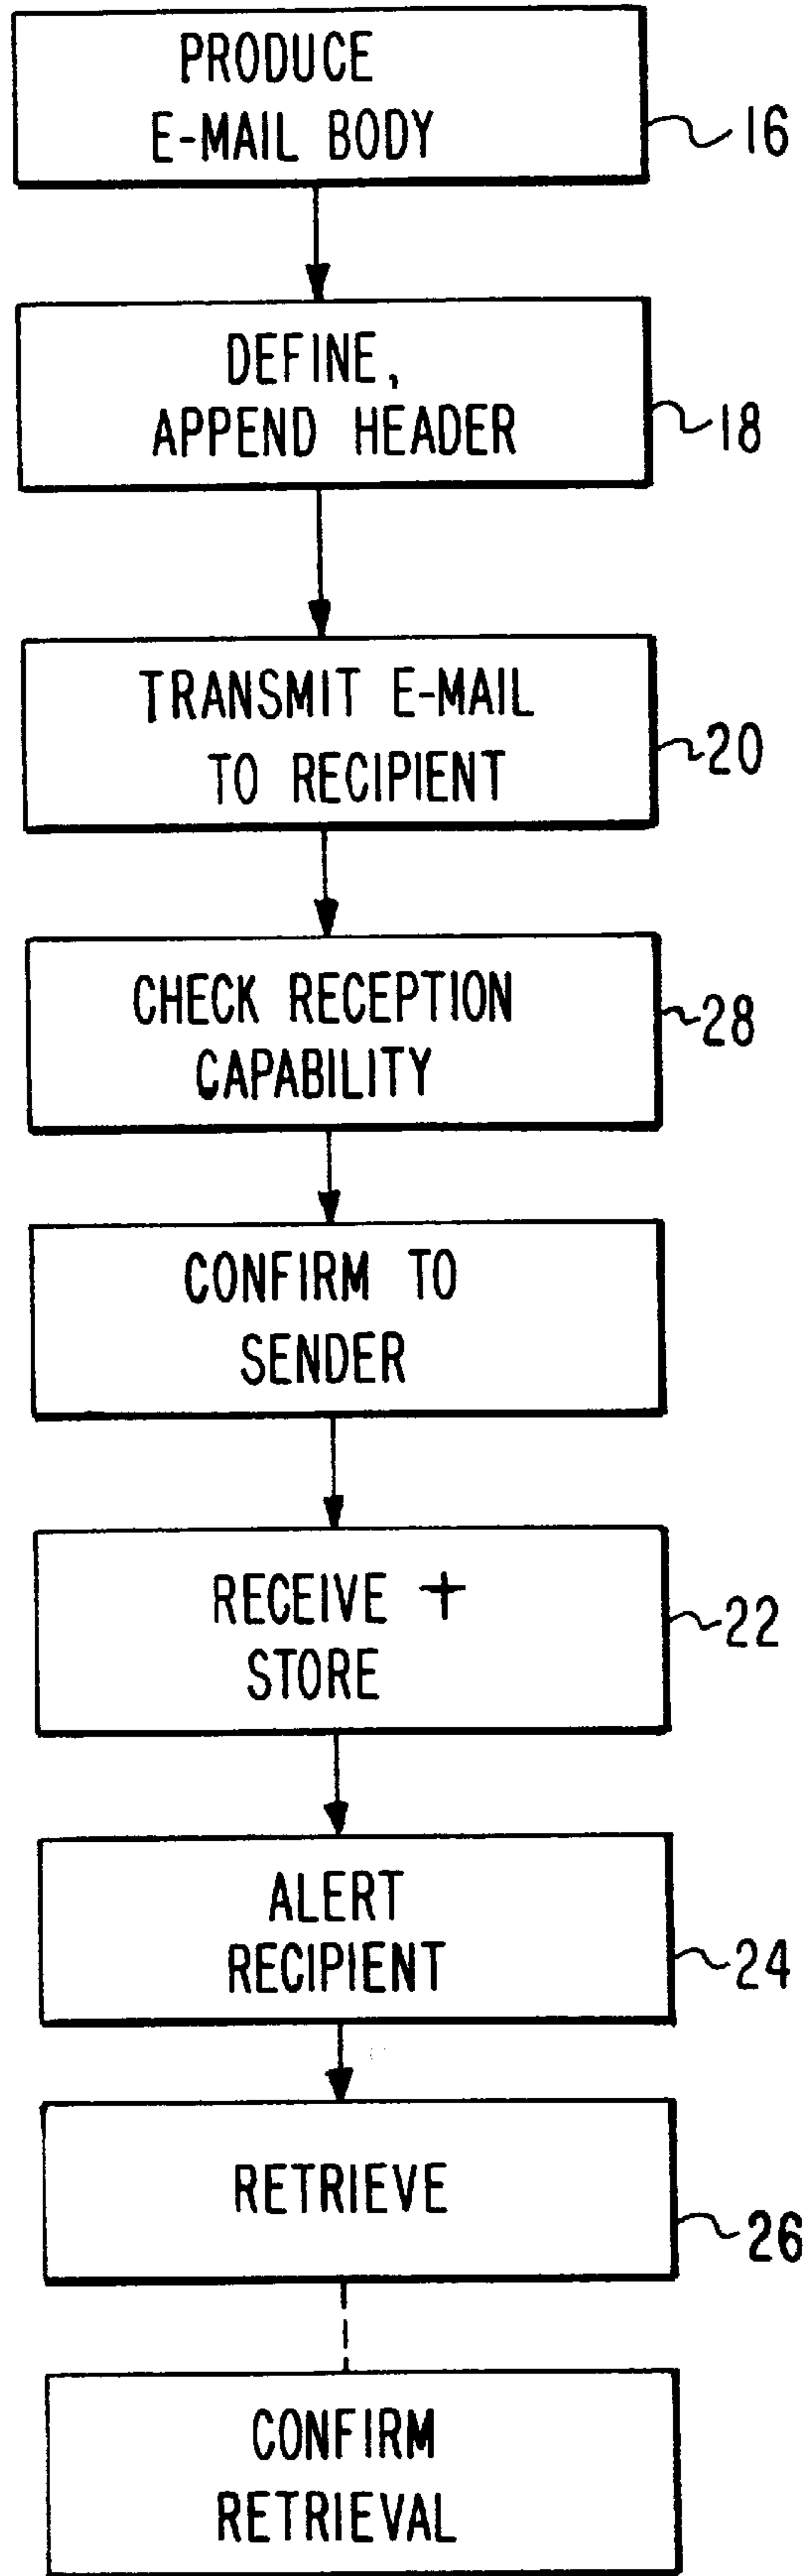 PRODUCE
E-MAIL BODY
16
DEFINE,
APPEND HEADER
18
TRANSMIT E-MAIL
TO RECIPIENT
20
CHECK RECEPTION
CAPABILITY
28
CONFIRM TO
SENDER
RECEIVE +
STORE
22
ALERT
RECIPIENT
24
RETRIEVE
26
CONFIRM
RETRIEVAL